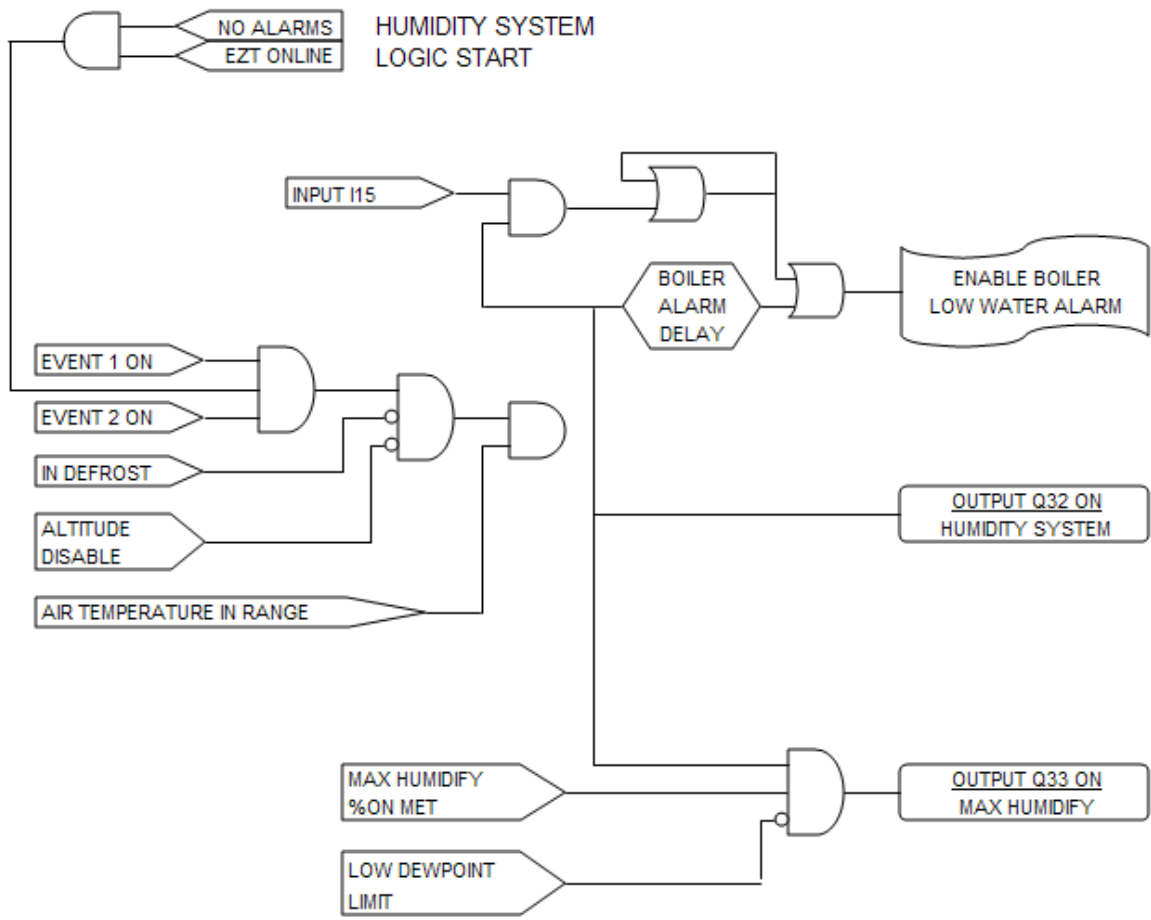 NO ALARMS
EZT ONLINE
HUMIDITY SYSTEM
LOGIC START
INPUT I15
BOILER
ALARM
DELAY
ENABLE BOILER
LOW WATER ALARM
EVENT 1 ON
EVENT 2 ON
IN DEFROST
ALTITUDE
DISABLE
AIR TEMPERATURE IN RANGE
OUTPUT Q32 ON
HUMIDITY SYSTEM
MAX HUMIDIFY
%ON MET
OUTPUT Q33 ON
MAX HUMIDIFY
LOW DEWPOINT
LIMIT